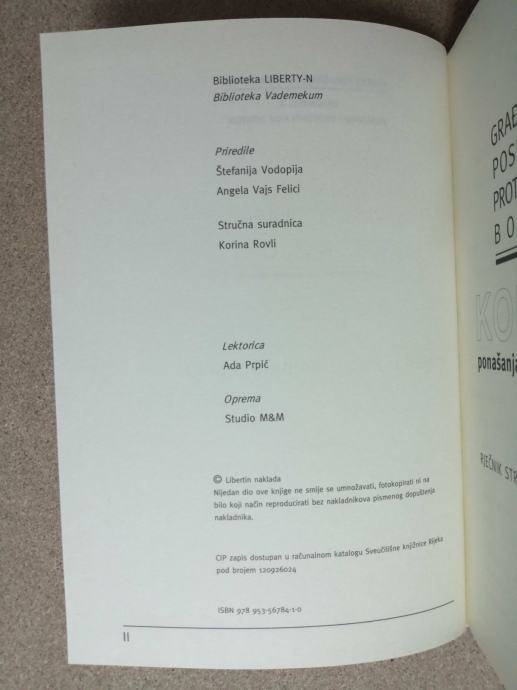 Biblioteka LIBERTY-N
Biblioteka Vademekum
Priredile
Štefanija Vodopija
Angela Vajs Felici
Stručna suradnica
Korina Rovli
Lektorica
Ada Prpič
Oprema
Studio M&M
© Libertin naklada
Nijedan dio ove knjige ne smije se umnožavati, fotokopirati ni na
bilo koji način reproducirati bez nakladnikova pismenog dopuštenja
nakladnika.
CIP zapis dostupan u računalnom katalogu Sveučilišne knjižnice Rijeka
pod brojem 120926024
ISBN 978 953-56784-1-0
II
ponašanja
RJEČNIK